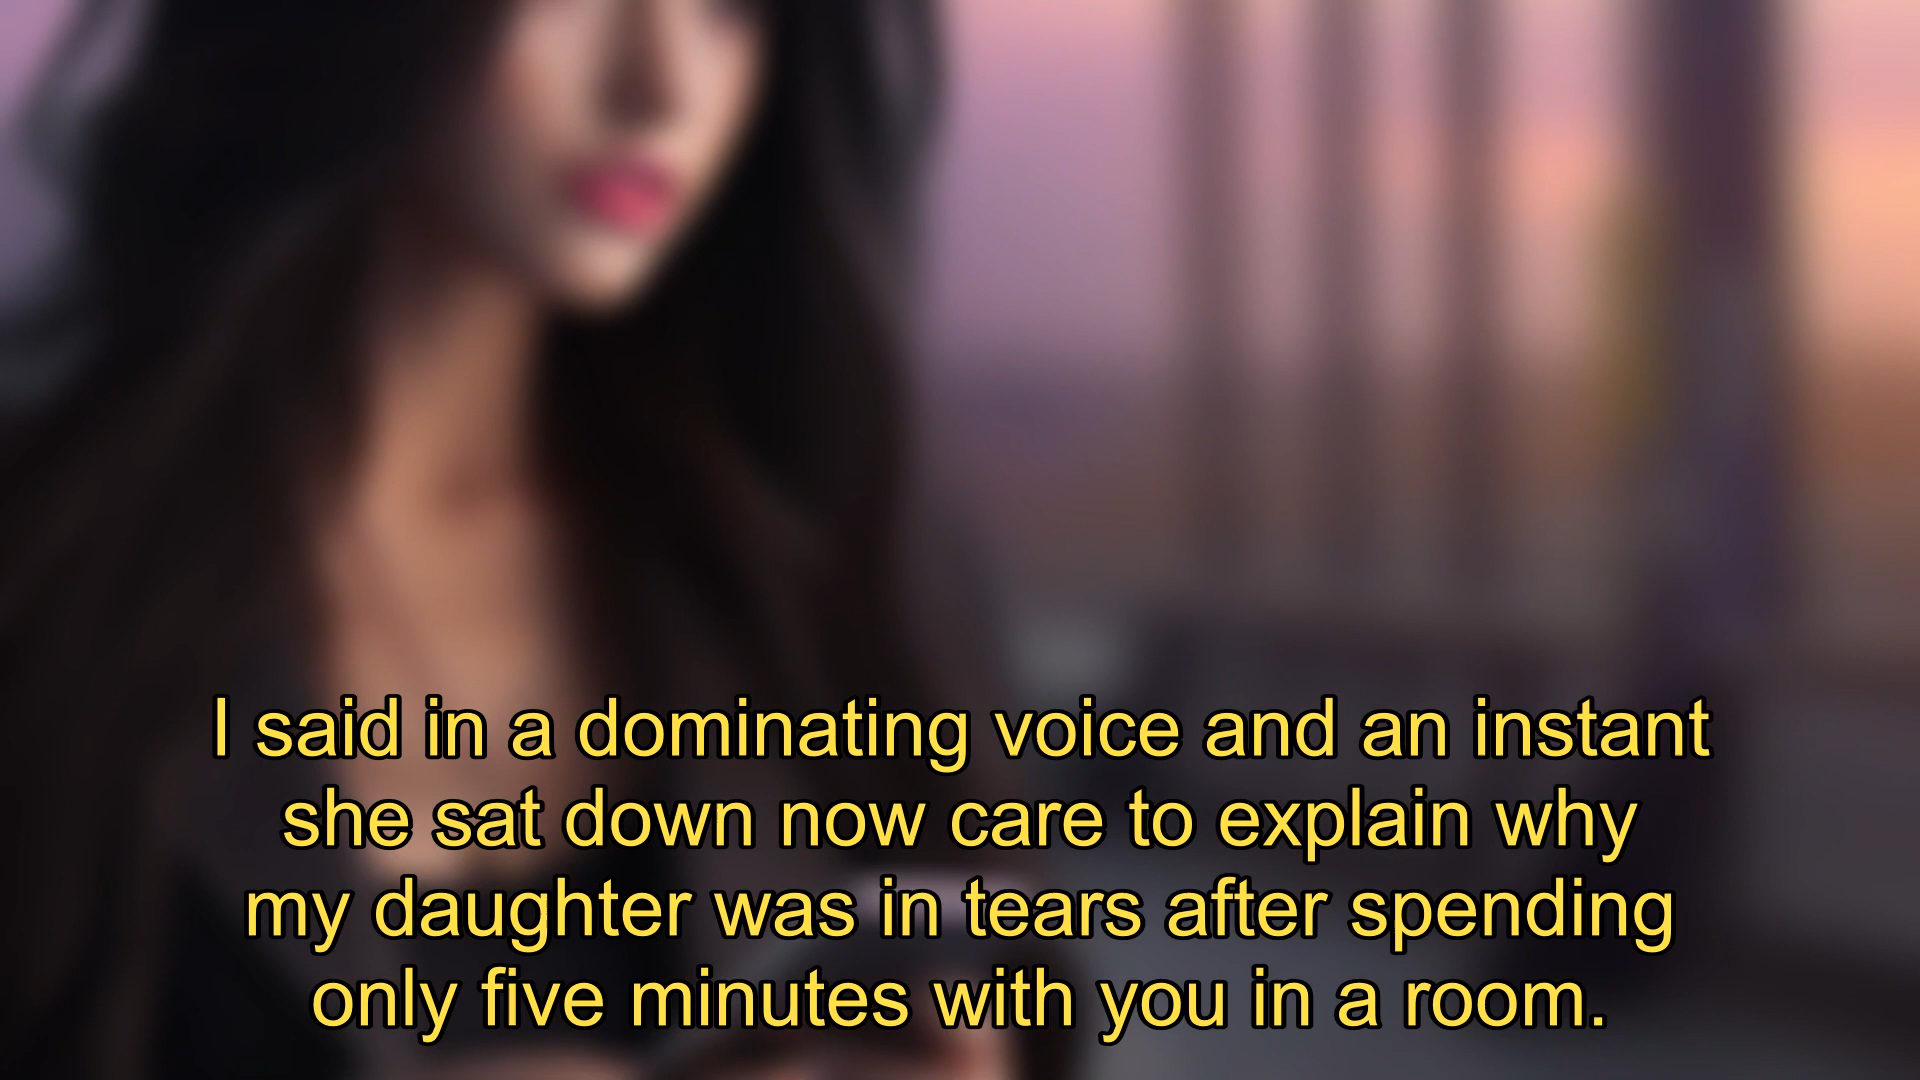 I said in a dominating voice and an instant
she sat down now care to explain why
my daughter was in tears after spending
only five minutes with you in a room.